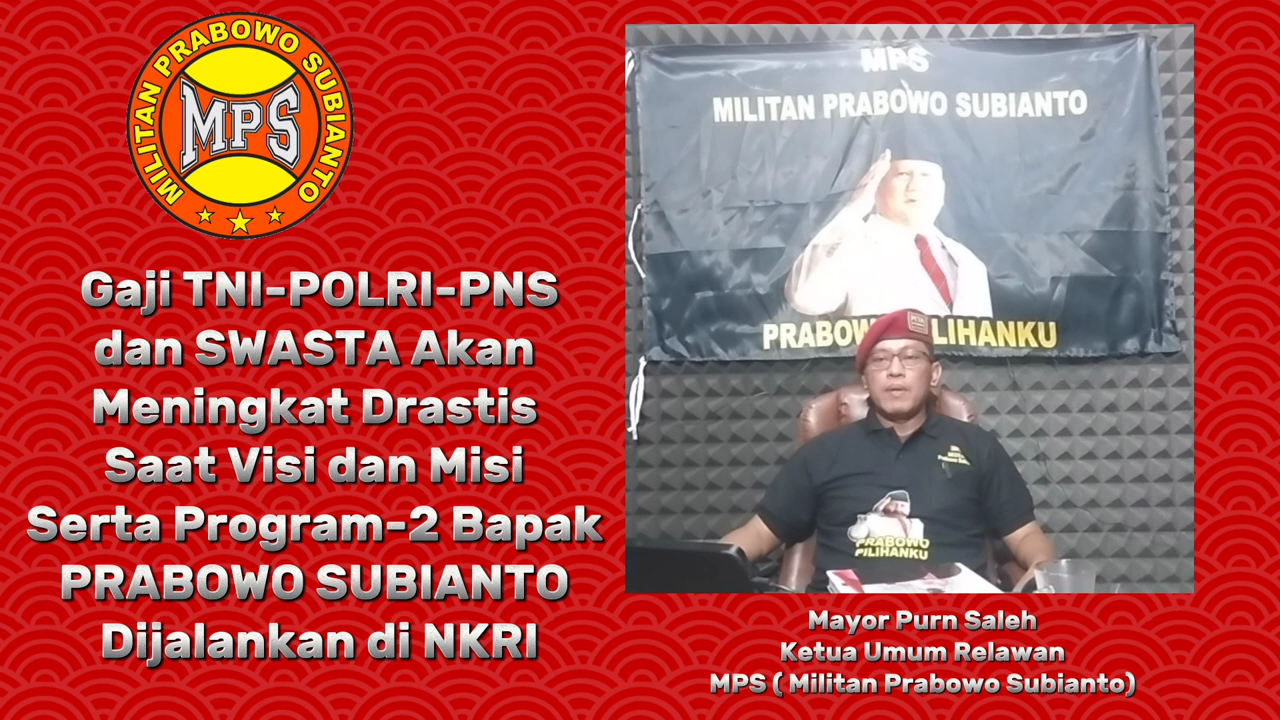 MILITAN PRABOWO SUBIANTO
MPS
Gaji TNI-POLRI-PNS
dan SWASTA Akan
Meningkat Drastis
Saat Visi dan Misi
Serta Program-2 Bapak
PRABOWO SUBIANTO
Dijalankan di NKRI
MPS
MILITAN PRABOWO SUBIANTO
PRABOW LIHANKU
PRABOWO
PILIHANKU
Mayor Purn Saleh
Ketua Umum Relawan
MPS ( Militan Prabowo Subianto)